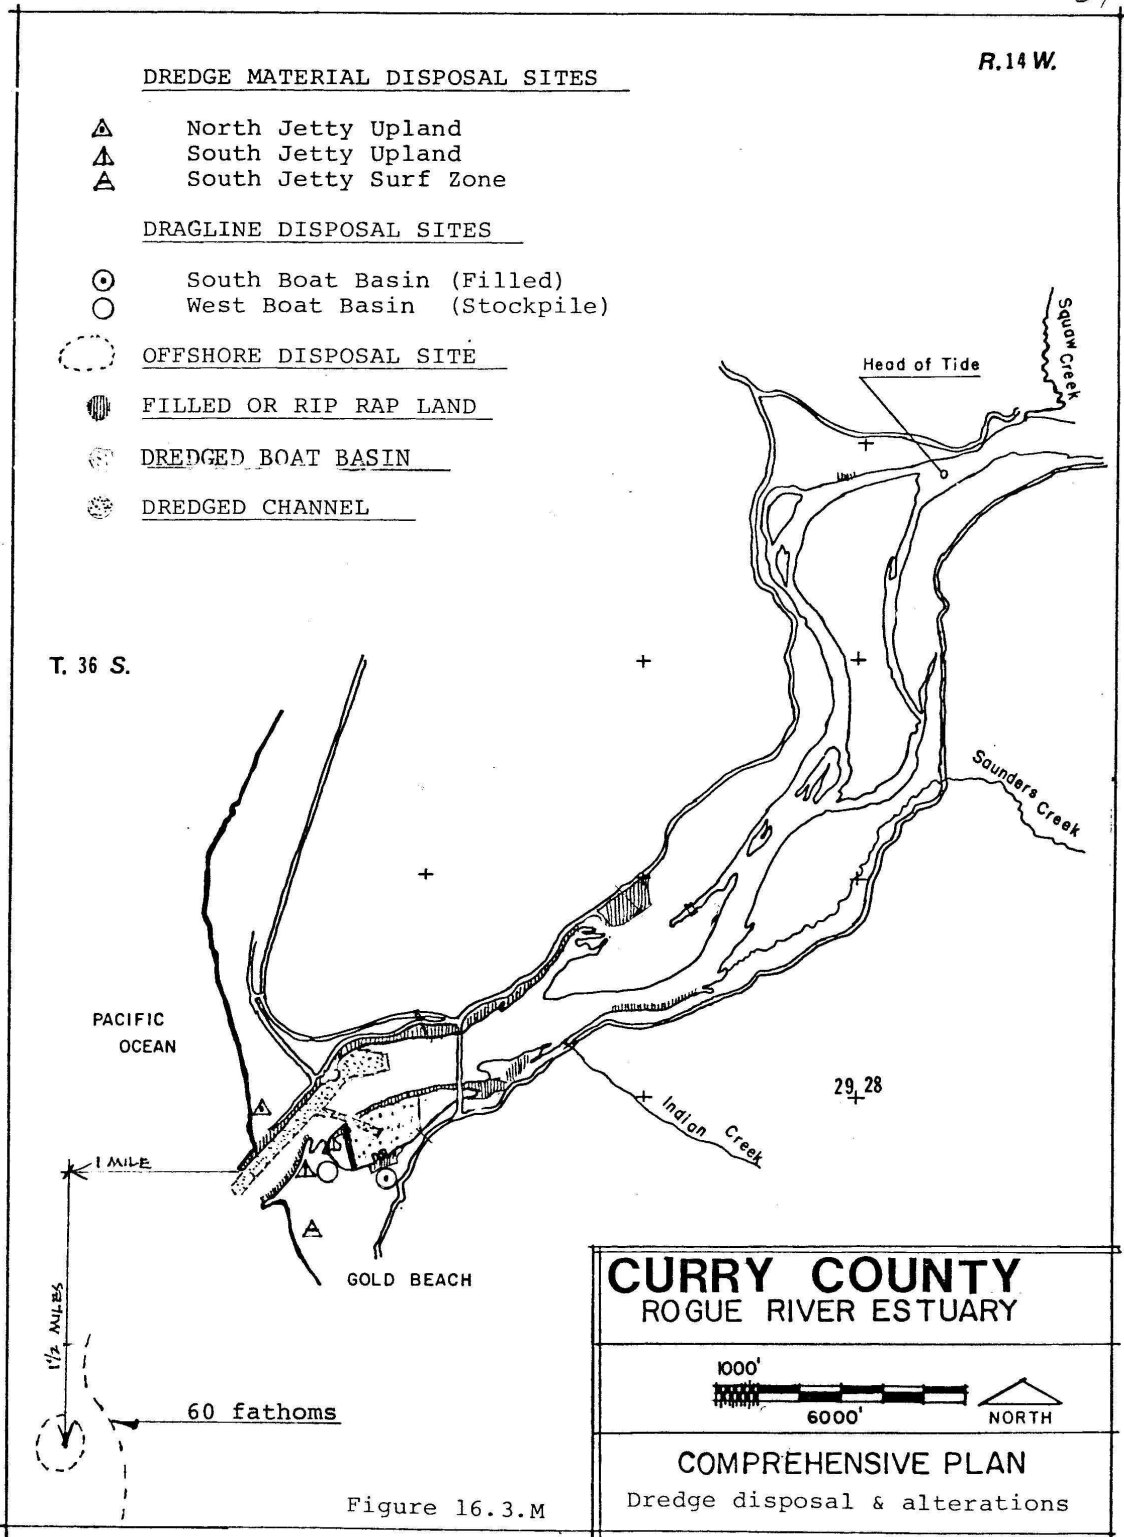 R.14 W.
DREDGE MATERIAL DISPOSAL SITES
North Jetty Upland
South Jetty Upland
South Jetty Surf Zone
DRAGLINE DISPOSAL SITES
South Boat Basin (Filled)
West Boat Basin (Stockpile)
OFFSHORE DISPOSAL SITE
FILLED OR RIP RAP LAND
DREDGED BOAT BASIN
DREDGED CHANNEL
Squaw Creek
Head of Tide
T. 36 S.
Saunders Creek
PACIFIC
OCEAN
29 28
Indian Creek
1 MILE
GOLD BEACH
1 1/2 MILES
60 fathoms
Figure 16.3.M
CURRY COUNTY
ROGUE RIVER ESTUARY
1000'
6000'
NORTH
COMPREHENSIVE PLAN
Dredge disposal & alterations